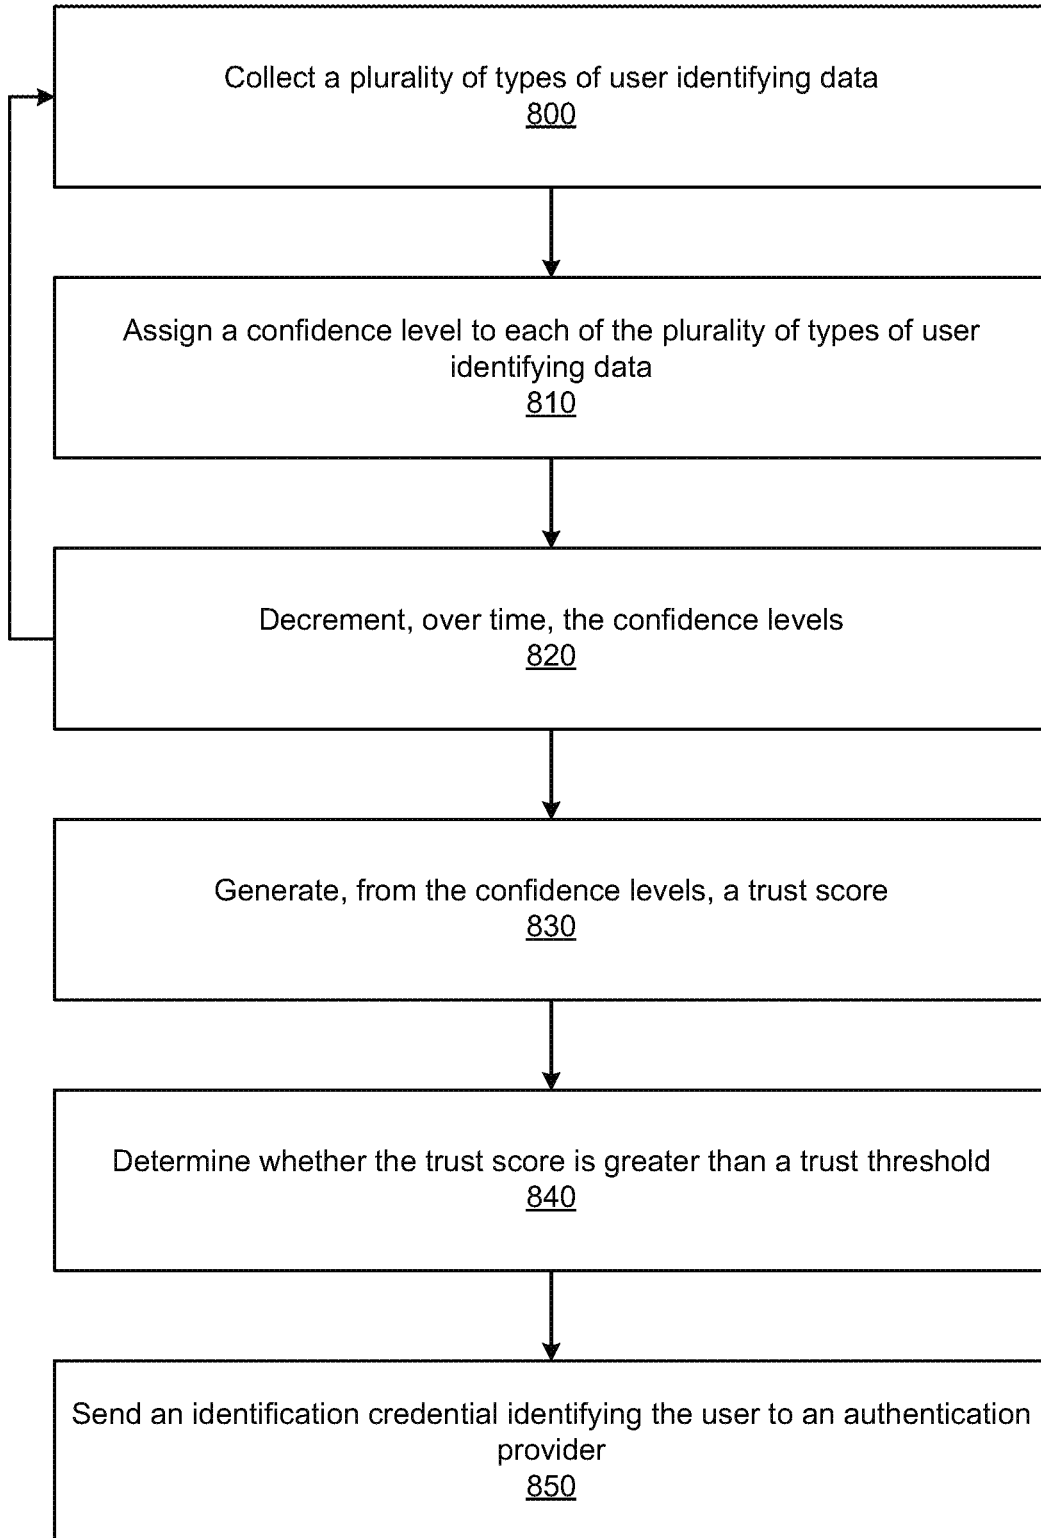 Collect a plurality of types of user identifying data
800
Assign a confidence level to each of the plurality of types of user
identifying data
810
Decrement, over time, the confidence levels
820
Generate, from the confidence levels, a trust score
830
Determine whether the trust score is greater than a trust threshold
840
Send an identification credential identifying the user to an authentication
provider
850